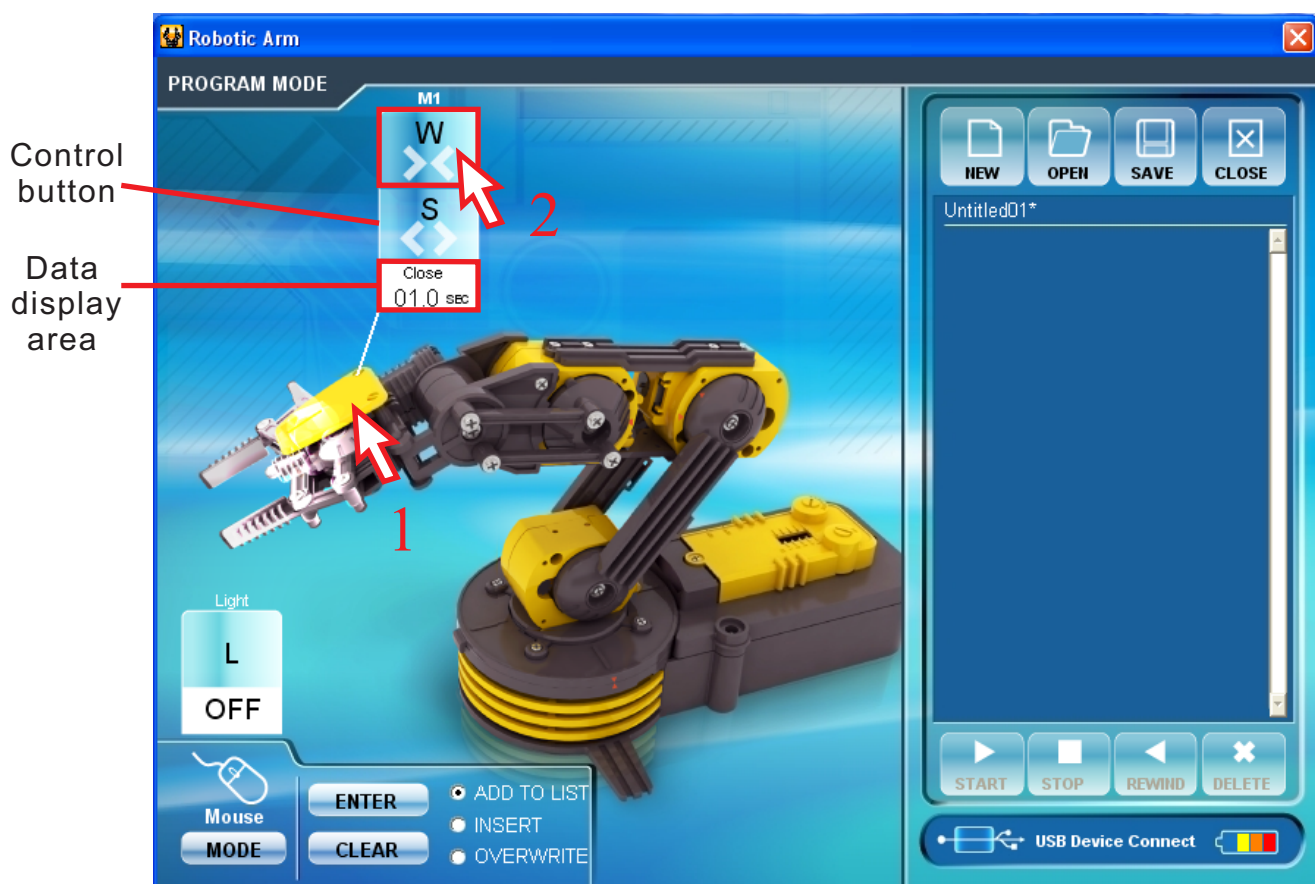 Robotic Arm
PROGRAM MODE
M1
W
S
Close
01.0 SEC
Control
button
Data
display
area
2
1
Light
L
OFF
Mouse
MODE
ENTER
CLEAR
ADD TO LIST
INSERT
OVERWRITE
NEW
OPEN
SAVE
CLOSE
Untitled01*
START
STOP
REWIND
DELETE
USB Device Connect